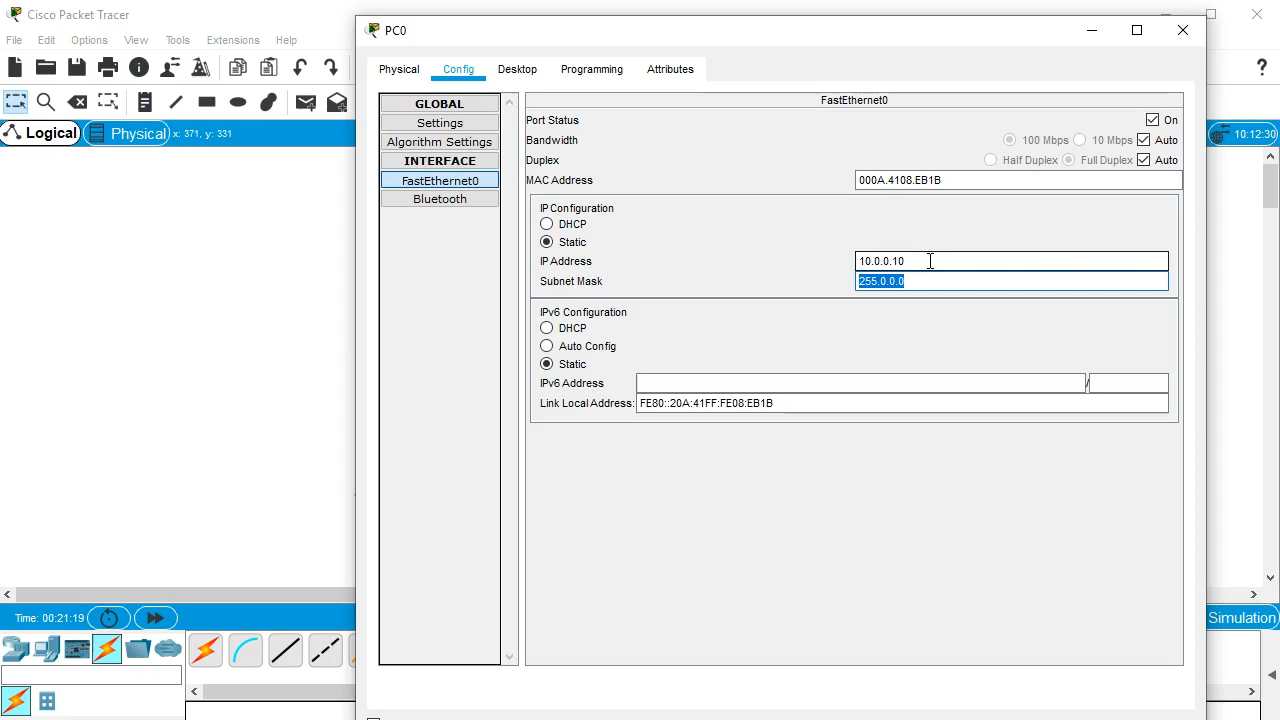 Cisco Packet Tracer
File Edit Options View Tools Extensions Help
Logical Physical x: 371, y: 331
10:12:30
PC0
Physical Config Desktop Programming Attributes
GLOBAL
Settings
Algorithm Settings
INTERFACE
FastEthernet0
Bluetooth
FastEthernet0
Port Status On
Bandwidth 100 Mbps 10 Mbps Auto
Duplex Half Duplex Full Duplex Auto
MAC Address 000A.4108.EB1B
IP Configuration
DHCP
Static
IP Address 10.0.0.10
Subnet Mask 255.0.0.0
IPv6 Configuration
DHCP
Auto Config
Static
IPv6 Address /
Link Local Address: FE80::20A:41FF:FE08:EB1B
Time: 00:21:19
Simulation